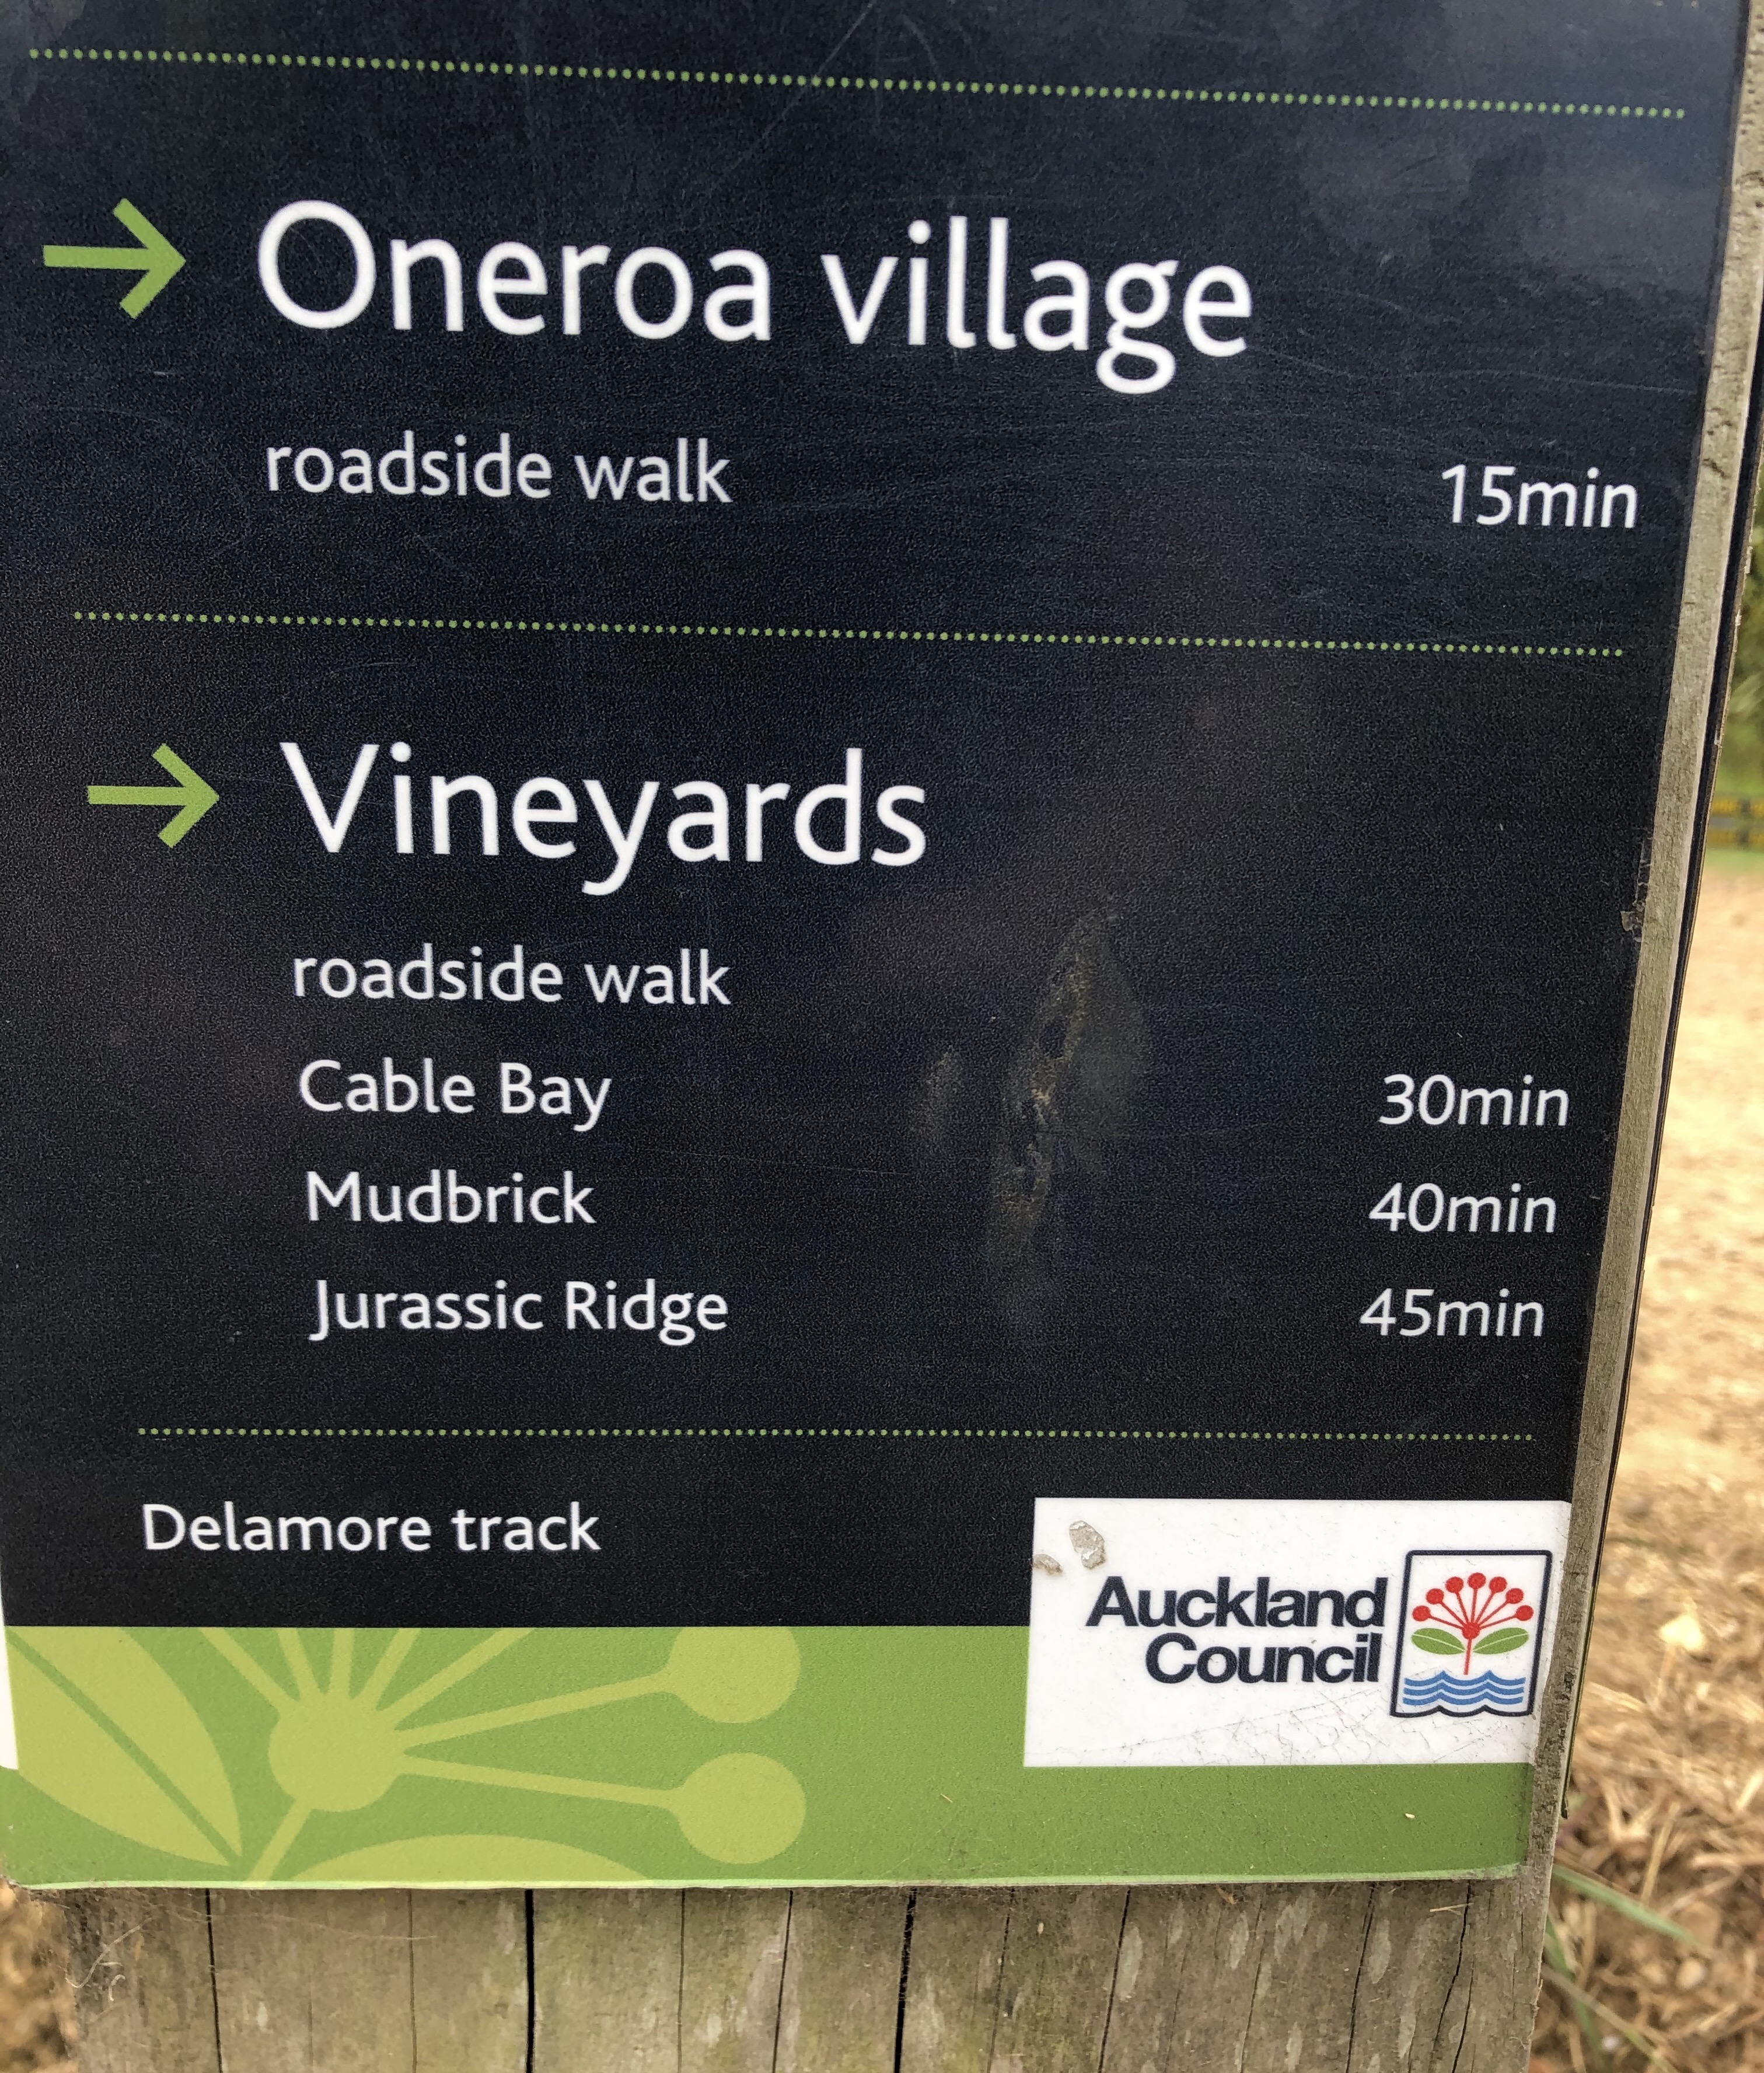 Oneroa village
roadside walk 15min
Vineyards
roadside walk
Cable Bay 30min
Mudbrick 40min
Jurassic Ridge 45min
Delamore track
Auckland
Council